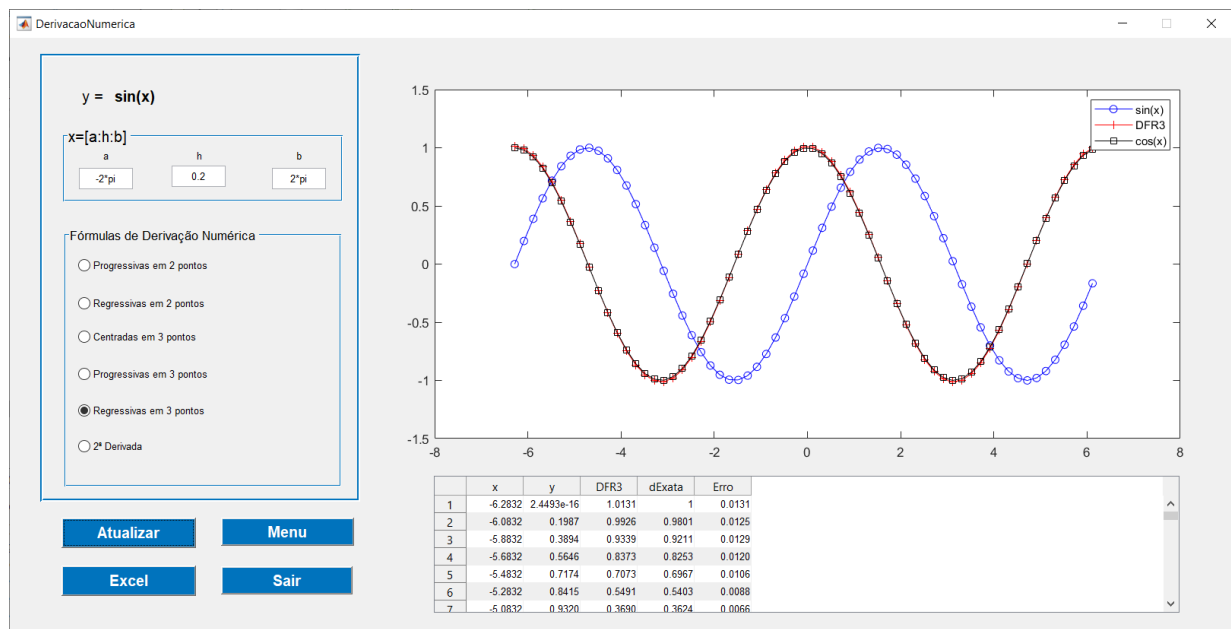 DerivacaoNumerica
y = sin(x)
x=[a:h:b]
a h b
-2*pi 0.2 2*pi
Fórmulas de Derivação Numérica
Progressivas em 2 pontos
Regressivas em 2 pontos
Centradas em 3 pontos
Progressivas em 3 pontos
Regressivas em 3 pontos
2ª Derivada
Atualizar Menu
Excel Sair
1.5
1
0.5
0
-0.5
-1
-1.5
-8 -6 -4 -2 0 2 4 6 8
sin(x)
DFR3
cos(x)
x y DFR3 dExata Erro
1 -6.2832 2.4493e-16 1.0131 1 0.0131
2 -6.0832 0.1987 0.9926 0.9801 0.0125
3 -5.8832 0.3894 0.9339 0.9211 0.0129
4 -5.6832 0.5646 0.8373 0.8253 0.0120
5 -5.4832 0.7174 0.7073 0.6967 0.0106
6 -5.2832 0.8415 0.5491 0.5403 0.0088
7 -5.0832 0.9320 0.3690 0.3624 0.0066